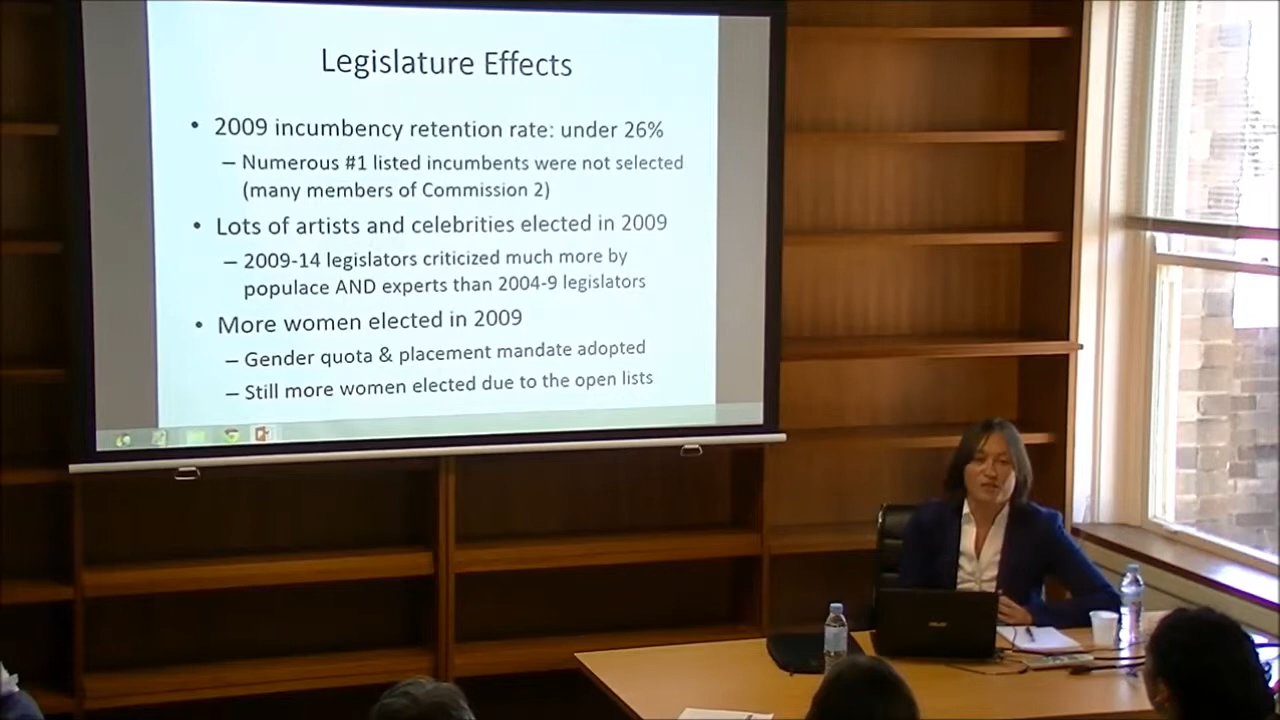 Legislature Effects
• 2009 incumbency retention rate: under 26%
– Numerous #1 listed incumbents were not selected
(many members of Commission 2)
• Lots of artists and celebrities elected in 2009
– 2009-14 legislators criticized much more by
populace AND experts than 2004-9 legislators
• More women elected in 2009
– Gender quota & placement mandate adopted
– Still more women elected due to the open lists
ASUS